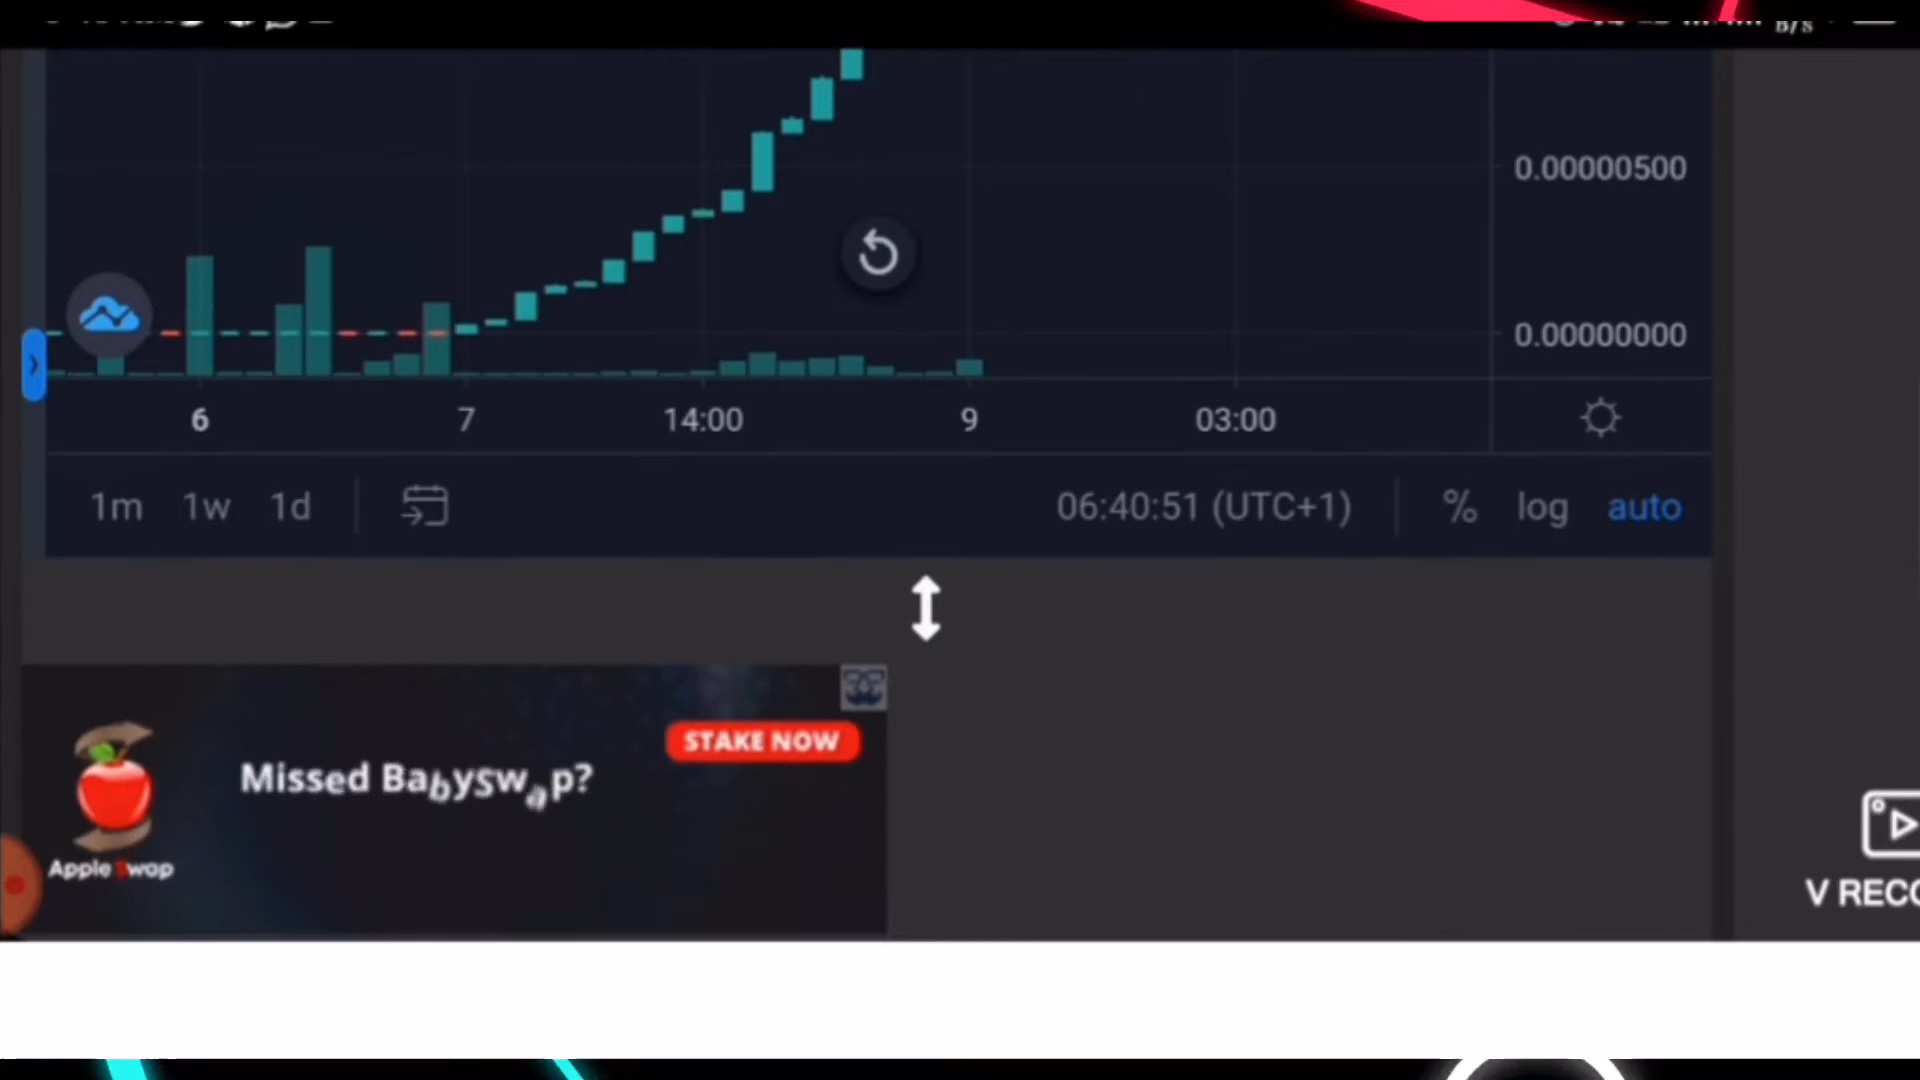 B/s
0.00000500
0.00000000
6 7 14:00 9 03:00
1m 1w 1d 06:40:51 (UTC+1) % log auto
STAKE NOW
Missed BabySwap?
AppleSwap
V RECO